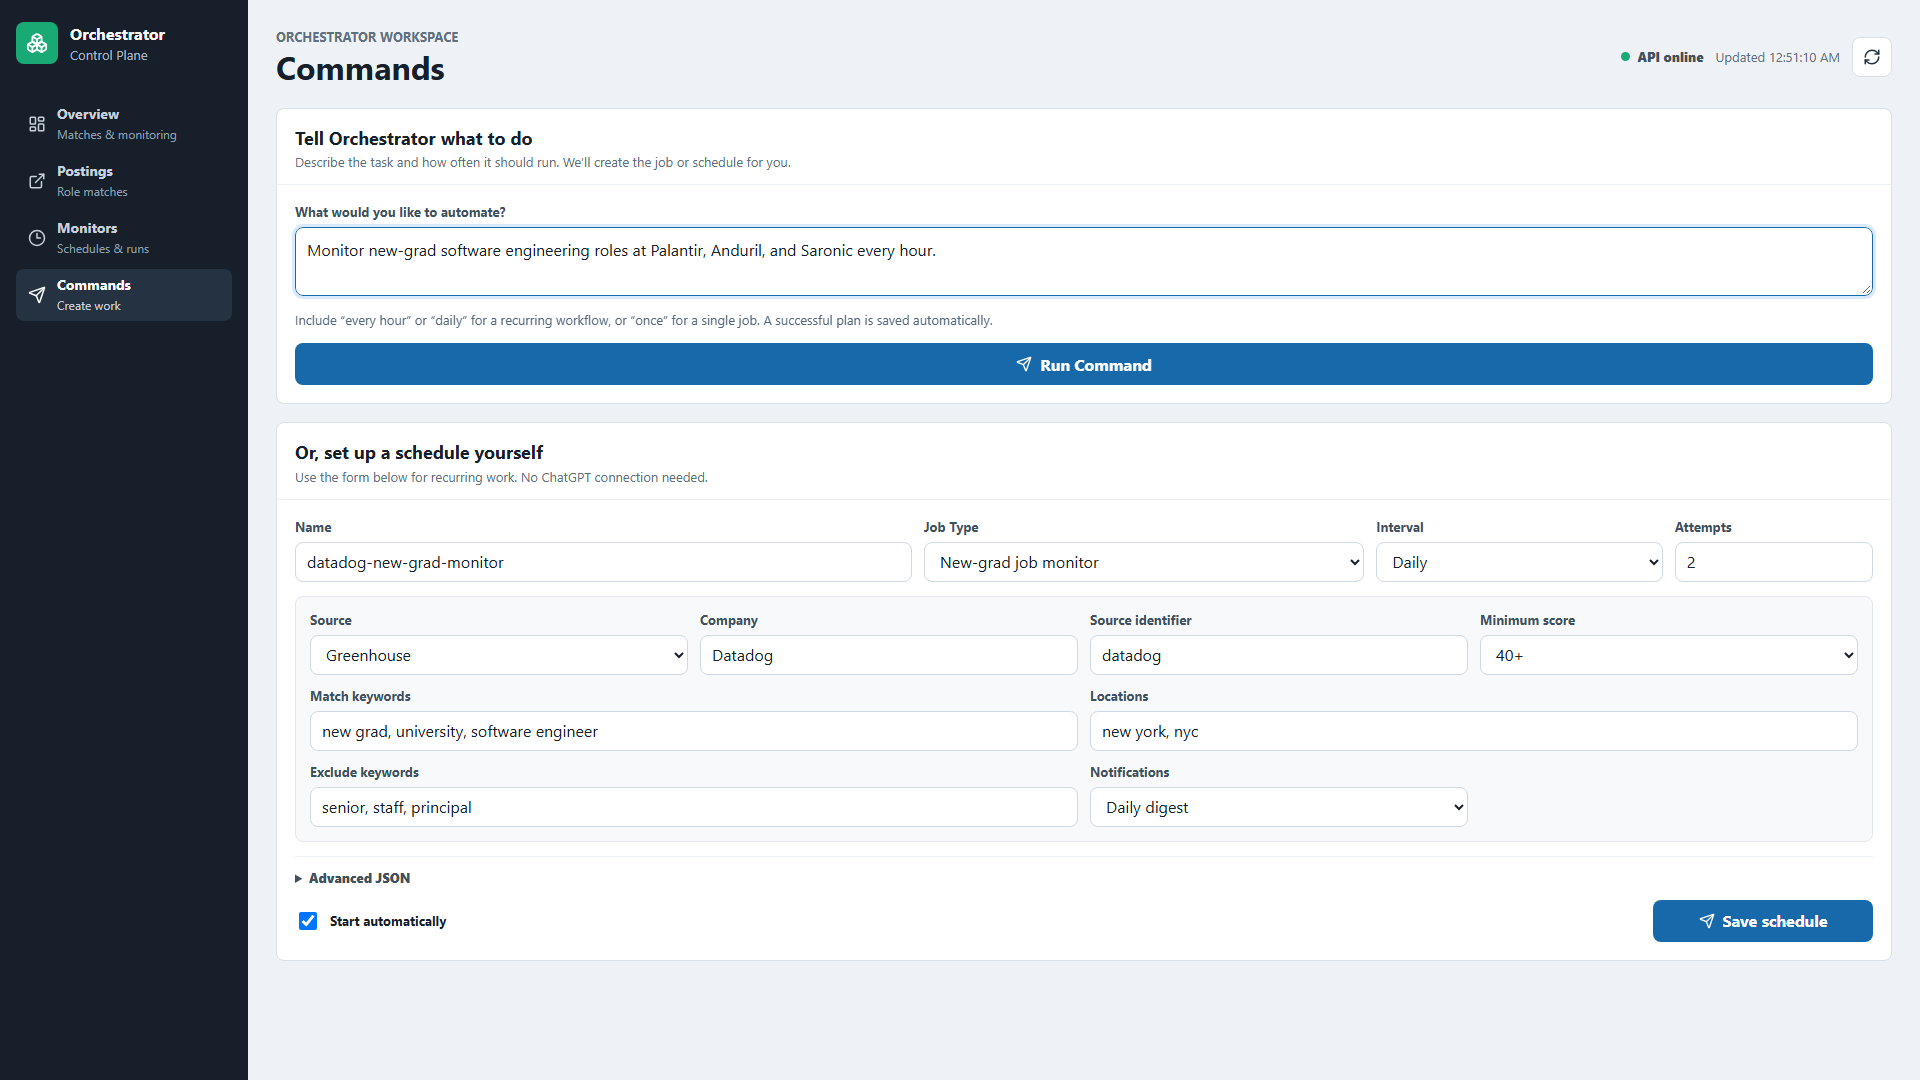 Orchestrator
Control Plane
Overview
Matches & monitoring
Postings
Role matches
Monitors
Schedules & runs
Commands
Create work
ORCHESTRATOR WORKSPACE
Commands
API online
Updated 12:51:10 AM
Tell Orchestrator what to do
Describe the task and how often it should run. We'll create the job or schedule for you.
What would you like to automate?
Monitor new-grad software engineering roles at Palantir, Anduril, and Saronic every hour.
Include “every hour” or “daily” for a recurring workflow, or “once” for a single job. A successful plan is saved automatically.
Run Command
Or, set up a schedule yourself
Use the form below for recurring work. No ChatGPT connection needed.
Name
Job Type
Interval
Attempts
datadog-new-grad-monitor
New-grad job monitor
Daily
2
Source
Company
Source identifier
Minimum score
Greenhouse
Datadog
datadog
40+
Match keywords
Locations
new grad, university, software engineer
new york, nyc
Exclude keywords
Notifications
senior, staff, principal
Daily digest
Advanced JSON
Start automatically
Save schedule